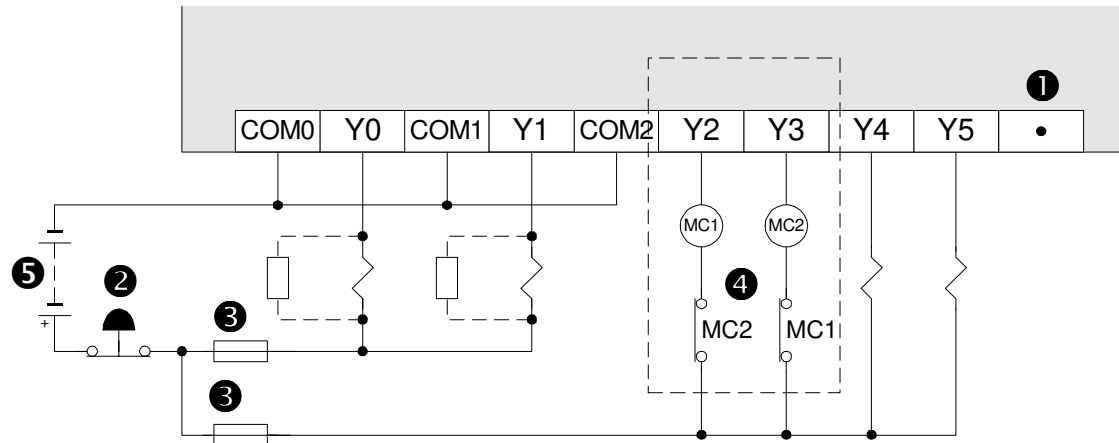 ❶
COM0 Y0 COM1 Y1 COM2 Y2 Y3 Y4 Y5 •
MC1 MC2
❺ ❷ ❹
+ ❸ MC2 MC1
❸